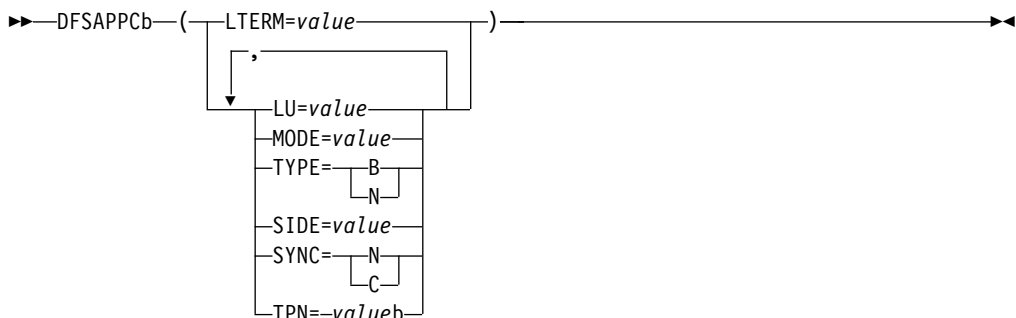 DFSAPPCb ( LTERM=value )
,
LU=value
MODE=value
TYPE= B
N
SIDE=value
SYNC= N
C
TPN= valueb